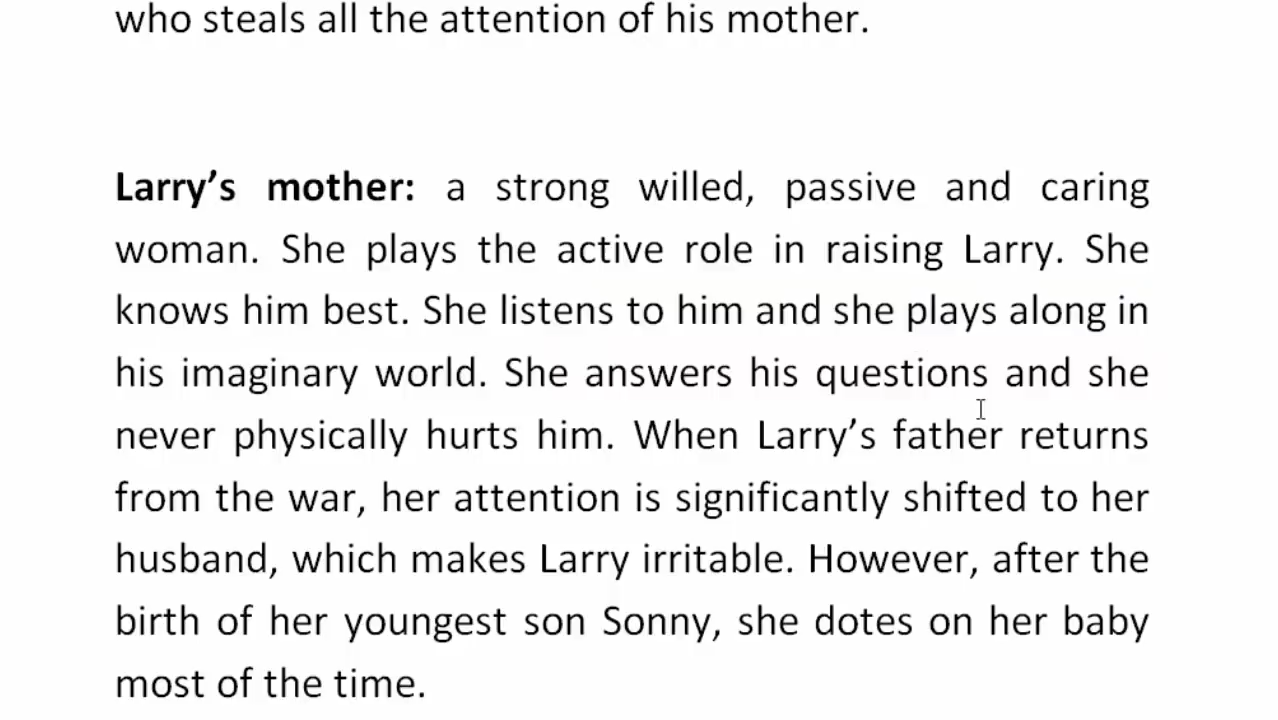 who steals all the attention of his mother.
Larry’s mother: a strong willed, passive and caring
woman. She plays the active role in raising Larry. She
knows him best. She listens to him and she plays along in
his imaginary world. She answers his questions and she
never physically hurts him. When Larry’s father returns
from the war, her attention is significantly shifted to her
husband, which makes Larry irritable. However, after the
birth of her youngest son Sonny, she dotes on her baby
most of the time.